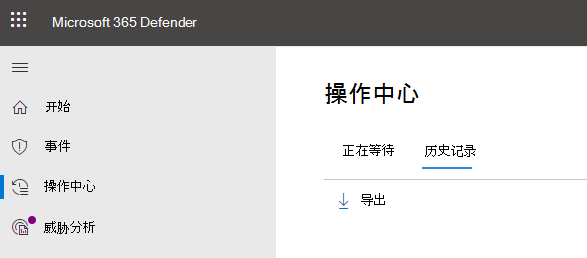 Microsoft 365 Defender
开始
事件
操作中心
威胁分析
操作中心
正在等待 历史记录
导出